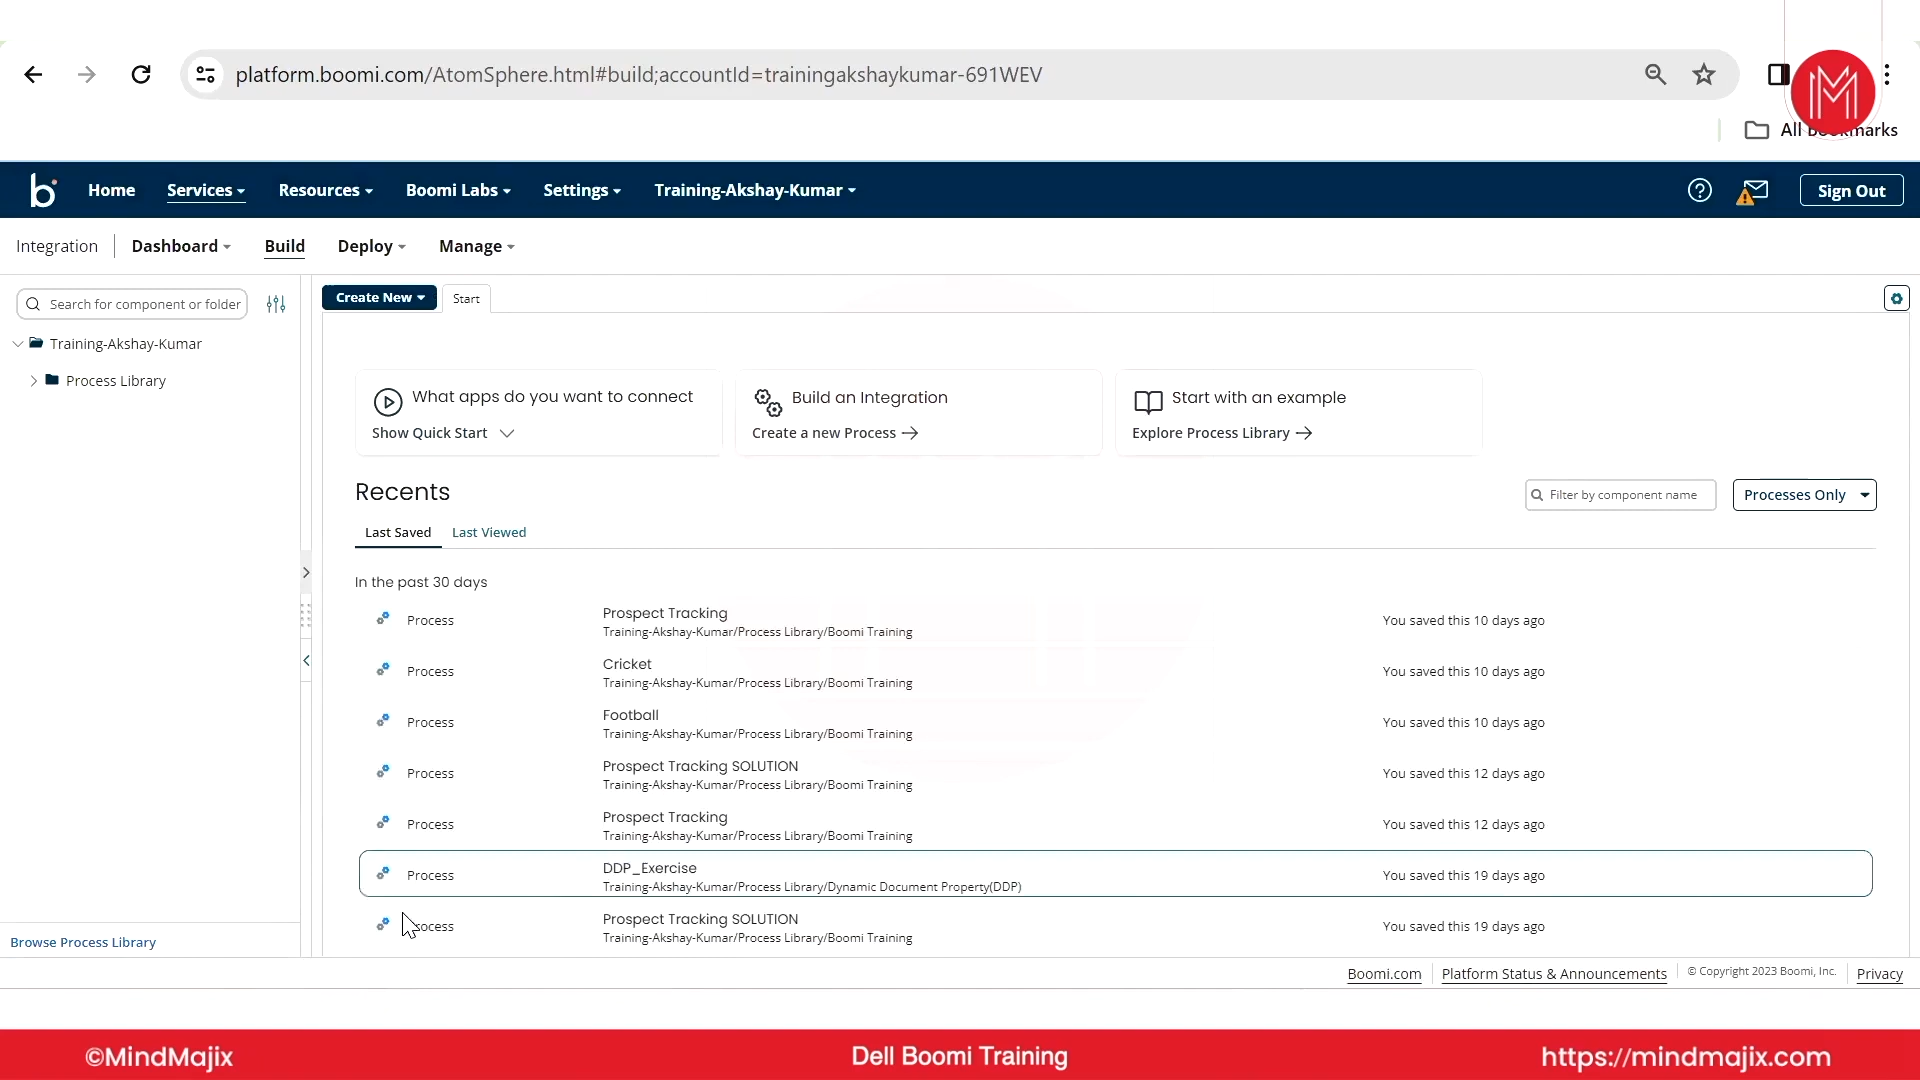 platform.boomi.com/AtomSphere.html#build;accountId=trainingakshaykumar-691WEV
All Bookmarks
Home Services Resources Boomi Labs Settings Training-Akshay-Kumar Sign Out
Integration Dashboard Build Deploy Manage
Search for component or folder
Create New Start
Training-Akshay-Kumar
Process Library
What apps do you want to connect
Show Quick Start
Build an Integration
Create a new Process
Start with an example
Explore Process Library
Recents
Filter by component name
Processes Only
Last Saved Last Viewed
In the past 30 days
Process Prospect Tracking You saved this 10 days ago
Training-Akshay-Kumar/Process Library/Boomi Training
Process Cricket You saved this 10 days ago
Training-Akshay-Kumar/Process Library/Boomi Training
Process Football You saved this 10 days ago
Training-Akshay-Kumar/Process Library/Boomi Training
Process Prospect Tracking SOLUTION You saved this 12 days ago
Training-Akshay-Kumar/Process Library/Boomi Training
Process Prospect Tracking You saved this 12 days ago
Training-Akshay-Kumar/Process Library/Boomi Training
Process DDP_Exercise You saved this 19 days ago
Training-Akshay-Kumar/Process Library/Dynamic Document Property(DDP)
Process Prospect Tracking SOLUTION You saved this 19 days ago
Training-Akshay-Kumar/Process Library/Boomi Training
Browse Process Library
Boomi.com Platform Status & Announcements © Copyright 2023 Boomi, Inc. Privacy
©MindMajix Dell Boomi Training https://mindmajix.com